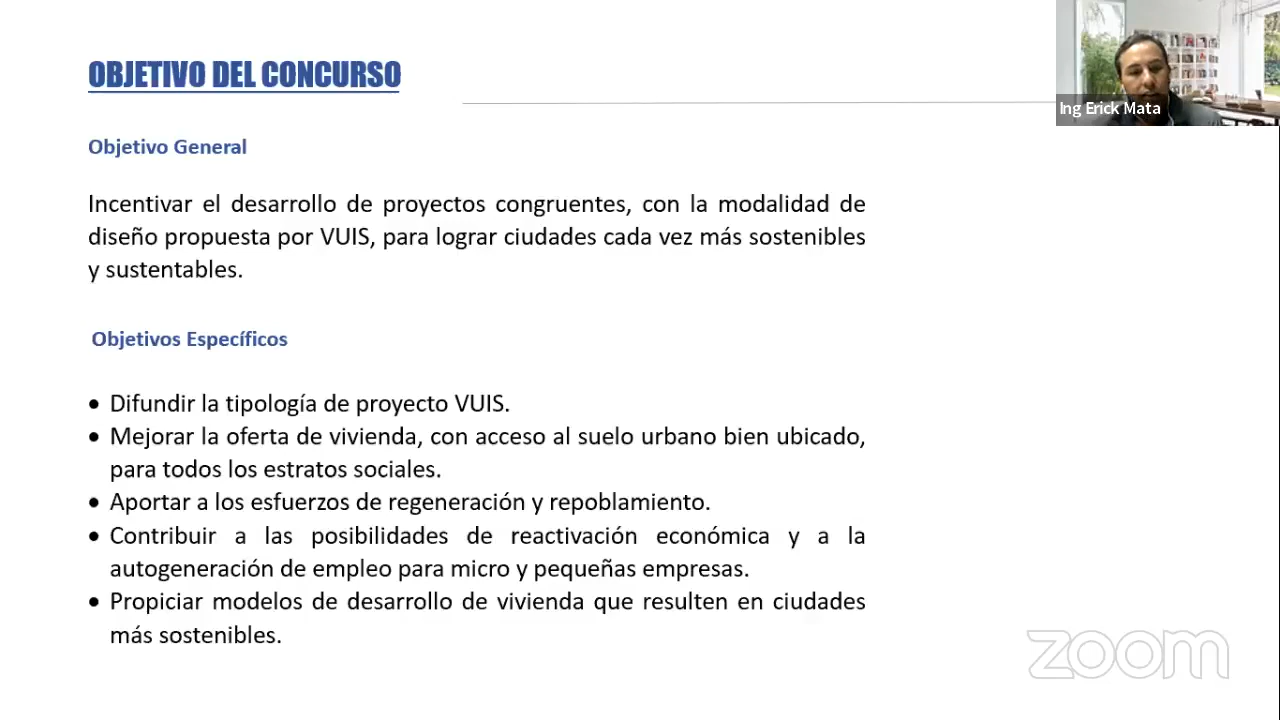 OBJETIVO DEL CONCURSO
Ing Erick Mata
Objetivo General
Incentivar el desarrollo de proyectos congruentes, con la modalidad de
diseño propuesta por VUIS, para lograr ciudades cada vez más sostenibles
y sustentables.
Objetivos Específicos
• Difundir la tipología de proyecto VUIS.
• Mejorar la oferta de vivienda, con acceso al suelo urbano bien ubicado,
para todos los estratos sociales.
• Aportar a los esfuerzos de regeneración y repoblamiento.
• Contribuir a las posibilidades de reactivación económica y a la
autogeneración de empleo para micro y pequeñas empresas.
• Propiciar modelos de desarrollo de vivienda que resulten en ciudades
más sostenibles.
zoom